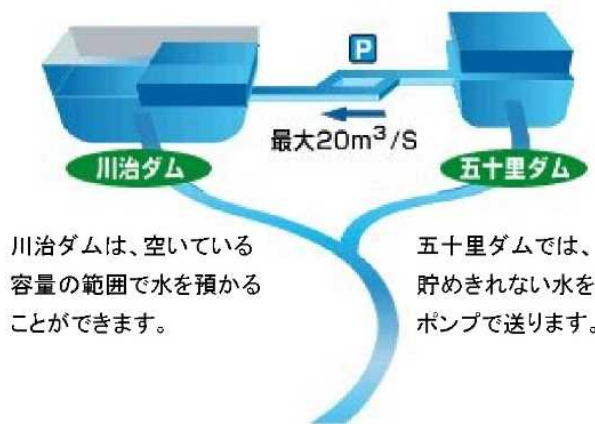 P
最大20m³/S
川治ダム
五十里ダム
川治ダムは、空いている
容量の範囲で水を預かる
ことができます。
五十里ダムでは、
貯めきれない水を
ポンプで送ります。